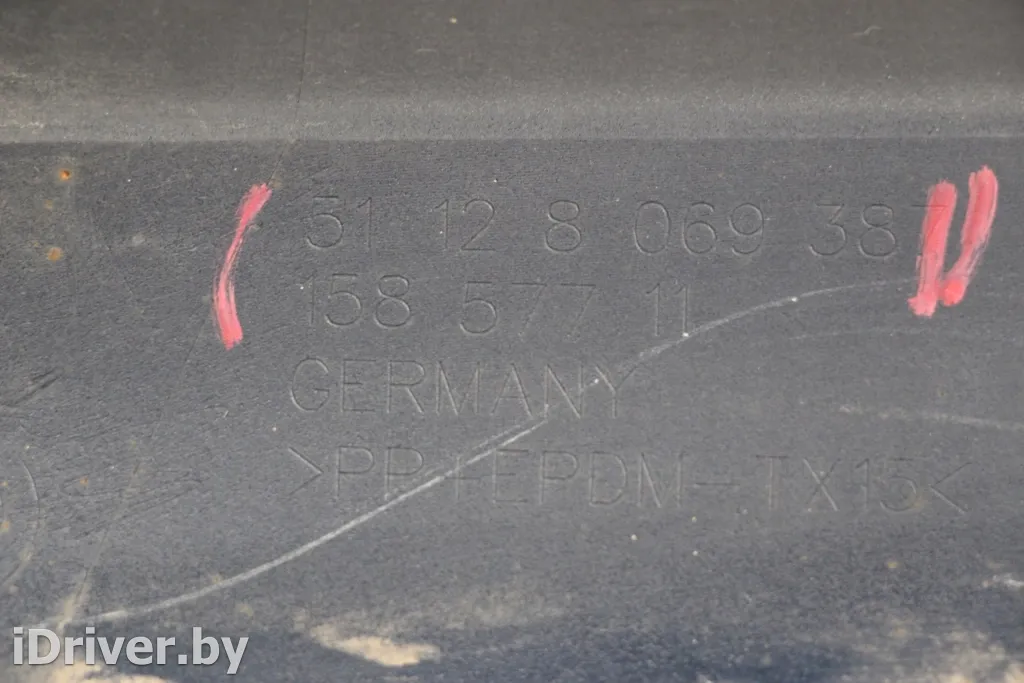 51 12 8 069 387
158 577 11
GERMANY
>PP+EPDM-TX15<
iDriver.by